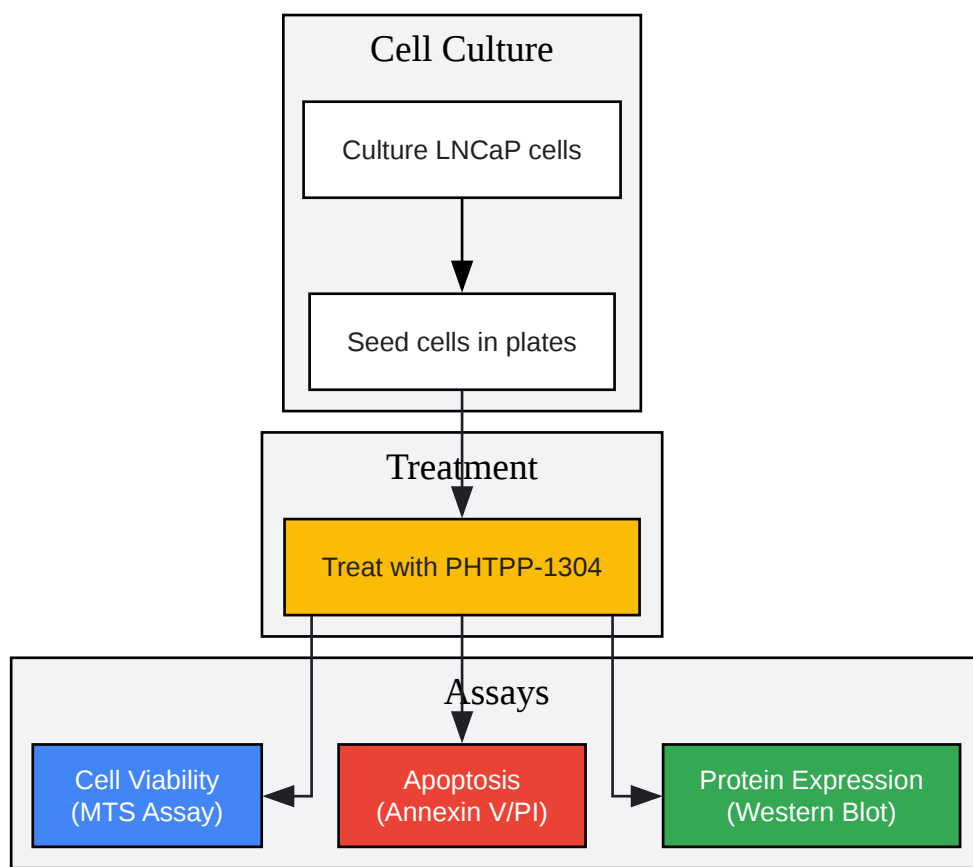 Cell Culture
Culture LNCaP cells
Seed cells in plates
Treatment
Treat with PHTPP-1304
Assays
Cell Viability
(MTS Assay)
Apoptosis
(Annexin V/PI)
Protein Expression
(Western Blot)